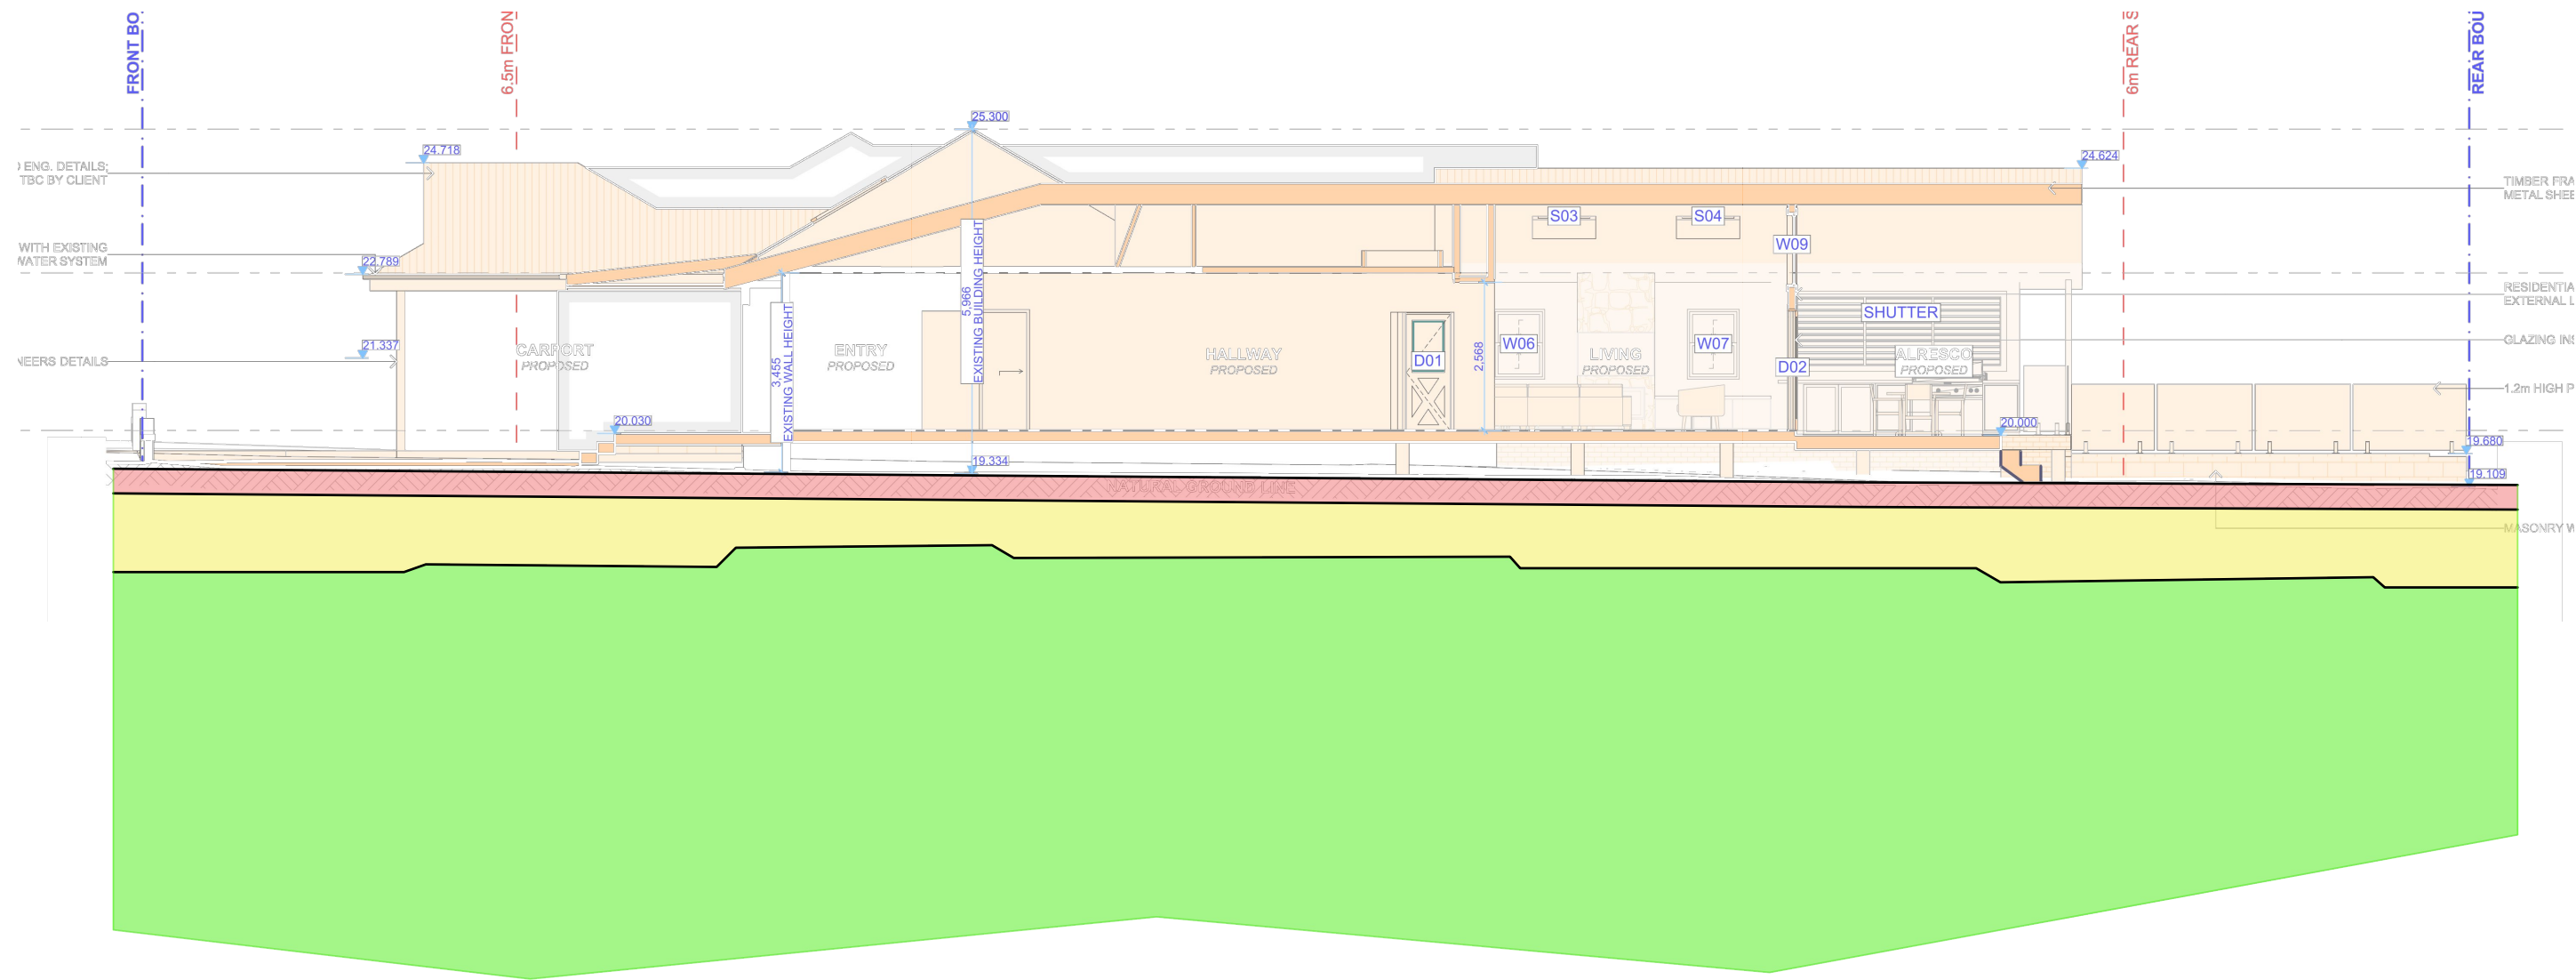 FRONT BO
6.5m FRON
6m REAR S
REAR BOU
25.300
24.718
24.624
ENG. DETAILS;
TBC BY CLIENT
TIMBER FRA
METAL SHEE
S03
S04
W09
WITH EXISTING
WATER SYSTEM
22.789
RESIDENTIA
EXTERNAL L
SHUTTER
21.337
NEERS DETAILS
CARPORT
PROPOSED
3,455
EXISTING WALL HEIGHT
ENTRY
PROPOSED
5,966
EXISTING BUILDING HEIGHT
HALLWAY
PROPOSED
D01
2,568
W06
LIVING
PROPOSED
W07
D02
ALRESCO
PROPOSED
GLAZING INS
1.2m HIGH P
20.030
20.000
19.680
19.334
19.109
NATURAL GROUND LINE
MASONRY W